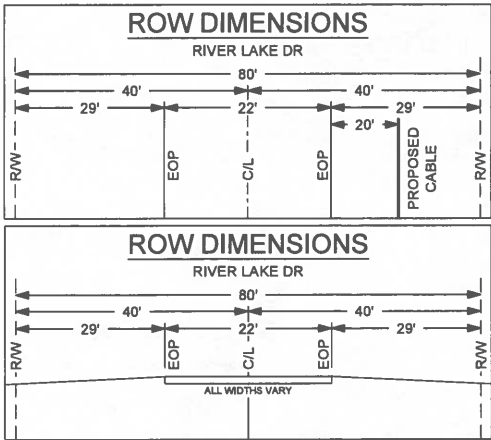 ROW DIMENSIONS
RIVER LAKE DR
80'
40' 40'
29' 22' 29'
20'
R/W EOP C/L EOP PROPOSED CABLE R/W
ROW DIMENSIONS
RIVER LAKE DR
80'
40' 40'
29' 22' 29'
R/W EOP C/L EOP R/W
ALL WIDTHS VARY